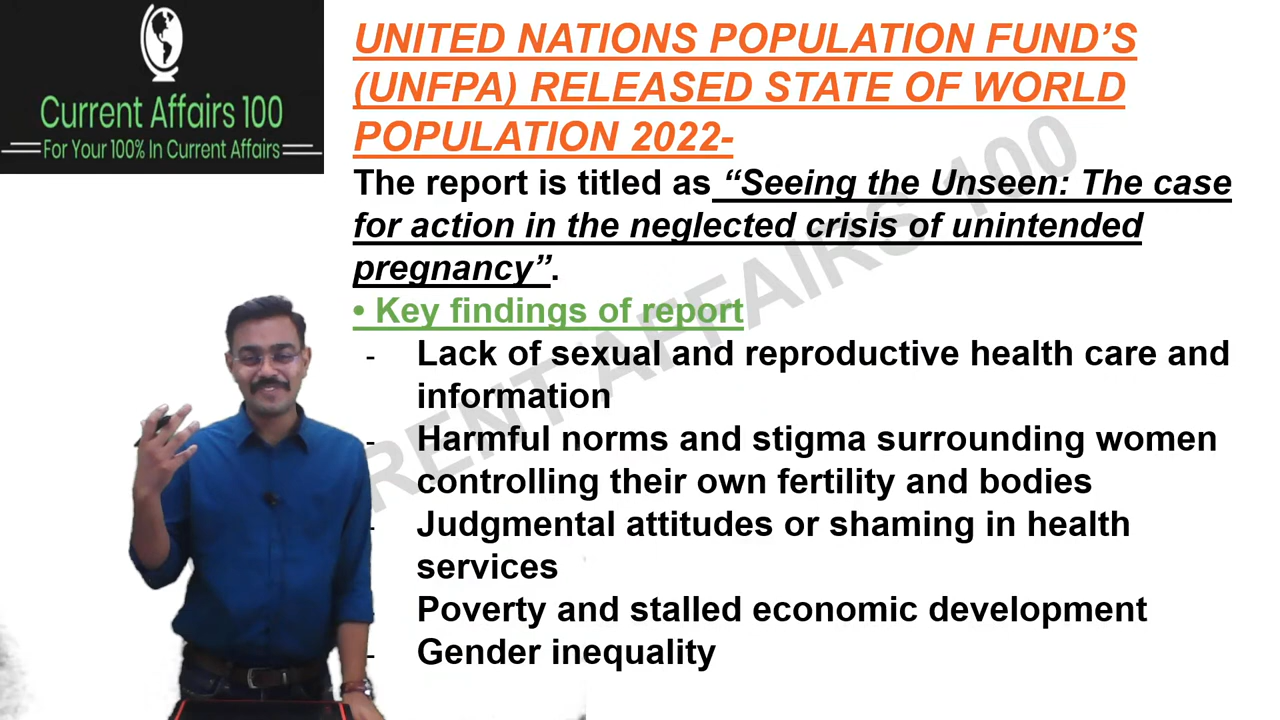 Current Affairs 100
For Your 100% In Current Affairs
UNITED NATIONS POPULATION FUND’S
(UNFPA) RELEASED STATE OF WORLD
POPULATION 2022-
The report is titled as “Seeing the Unseen: The case
for action in the neglected crisis of unintended
pregnancy”.
• Key findings of report
- Lack of sexual and reproductive health care and
information
- Harmful norms and stigma surrounding women
controlling their own fertility and bodies
- Judgmental attitudes or shaming in health
services
Poverty and stalled economic development
- Gender inequality
RENT AFFAIRS 100